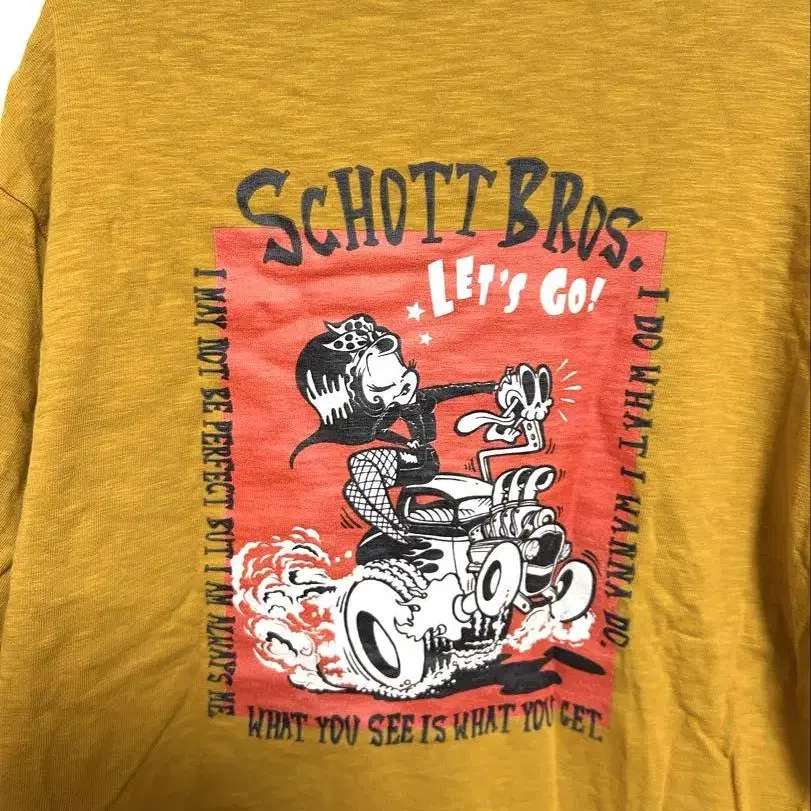 SCHOTT BROS.
LET'S GO!
I MAY NOT BE PERFECT BUT I AM ALWAYS ME
I DO WHAT I WANNA DO.
WHAT YOU SEE IS WHAT YOU GET.